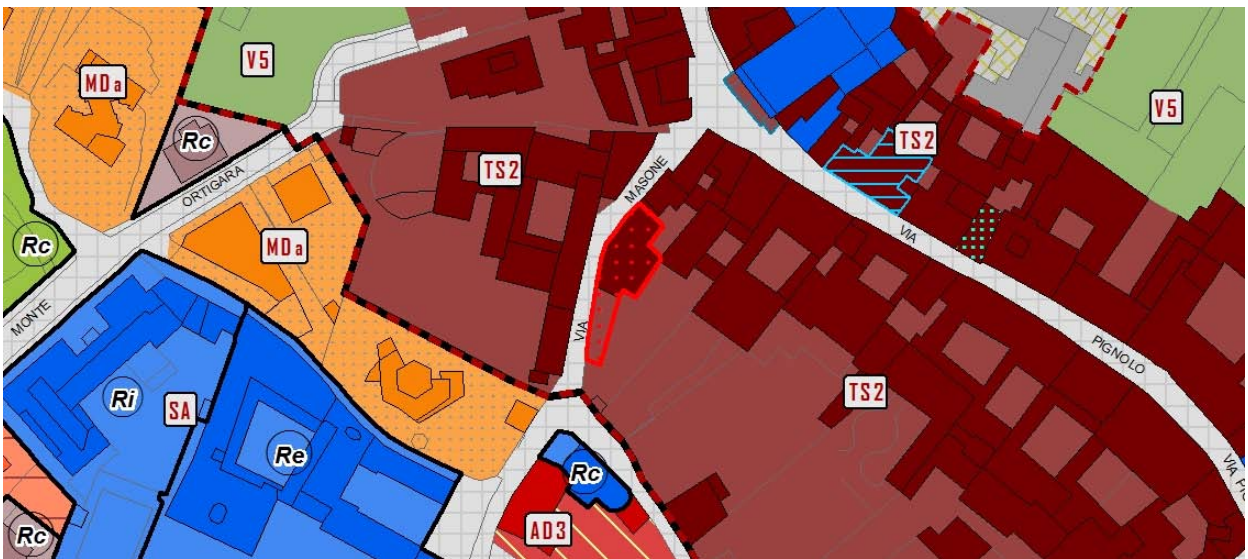 V5
MDa
Rc
ORTIGARA
TS2
MASONE
VIA
TS2
V5
VIA
Rc
MDa
MONTE
PIGNOLO
Ri
SA
Re
TS2
Rc
AD3
Rc
VIA